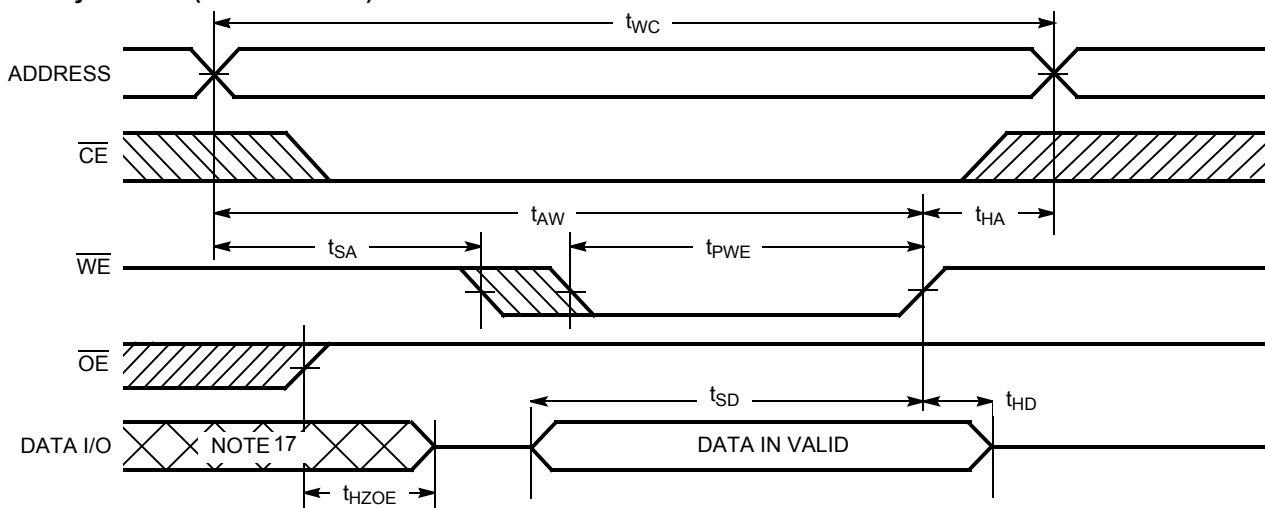 tWC
ADDRESS
CE
tAW
tHA
tSA
tPWE
WE
OE
tSD
tHD
DATA I/O
NOTE 17
DATA IN VALID
tHZOE